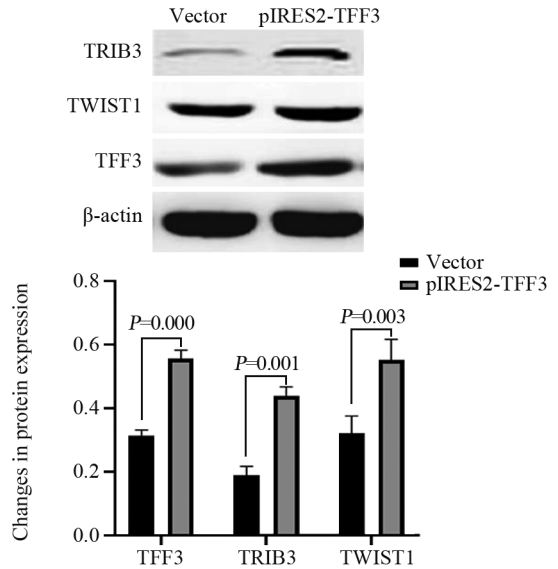 Vector pIRES2-TFF3
TRIB3
TWIST1
TFF3
β-actin
Vector
pIRES2-TFF3
Changes in protein expression
0.8
0.6
0.4
0.2
0.0
P=0.000
P=0.001
P=0.003
TFF3 TRIB3 TWIST1